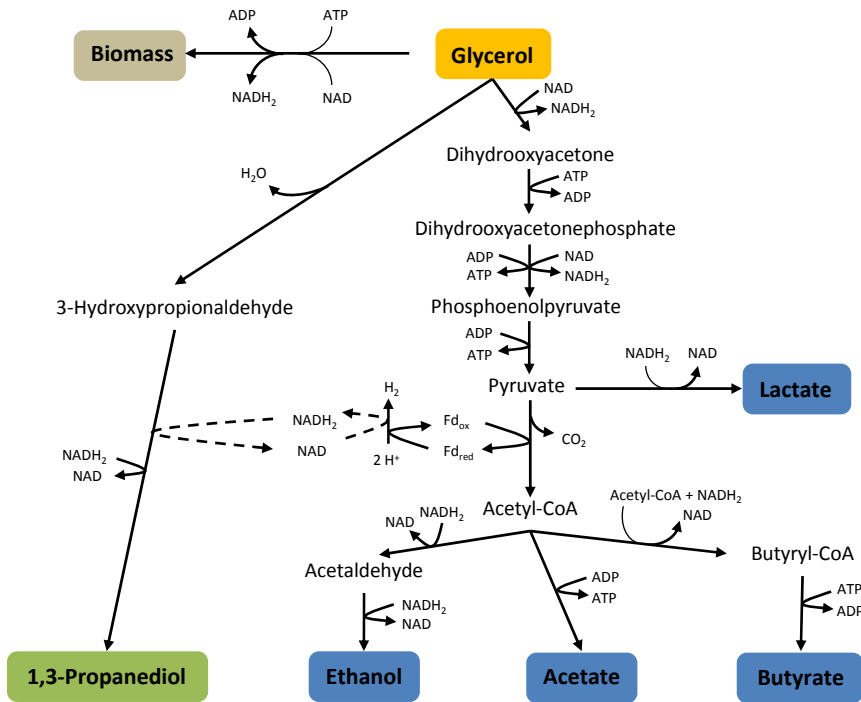 ADP ATP
Biomass
Glycerol
NADH₂ NAD
NAD
NADH₂
Dihydrooxyacetone
H₂O
ATP
ADP
Dihydrooxyacetonephosphate
ADP NAD
ATP NADH₂
3-Hydroxypropionaldehyde
Phosphoenolpyruvate
ADP
ATP
NADH₂ NAD
Pyruvate
Lactate
H₂
NADH₂
Fdox
NAD
Fdred
CO₂
2 H⁺
NADH₂
NAD
Acetyl-CoA
Acetyl-CoA + NADH₂
NAD
NAD NADH₂
Acetaldehyde
Butyryl-CoA
ADP
ATP
ATP
ADP
NADH₂
NAD
1,3-Propanediol
Ethanol
Acetate
Butyrate